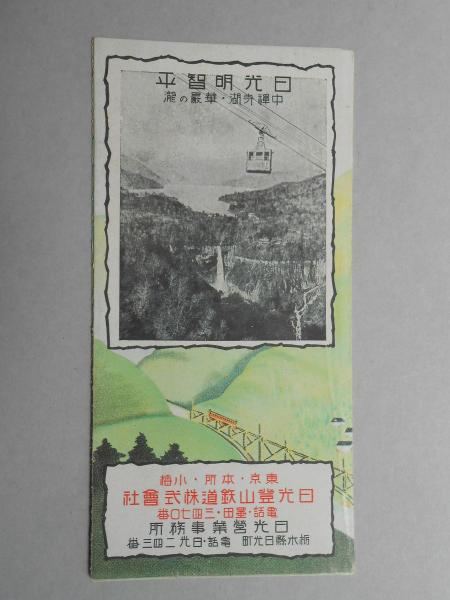 平智明光日
瀧の嚴華・湖寺禪中
東京・本所・小梅
日光登山鉄道株式會社
電話・墨田・三四七〇番
日光營業事務所
栃木縣日光町 電話・日光二四三番